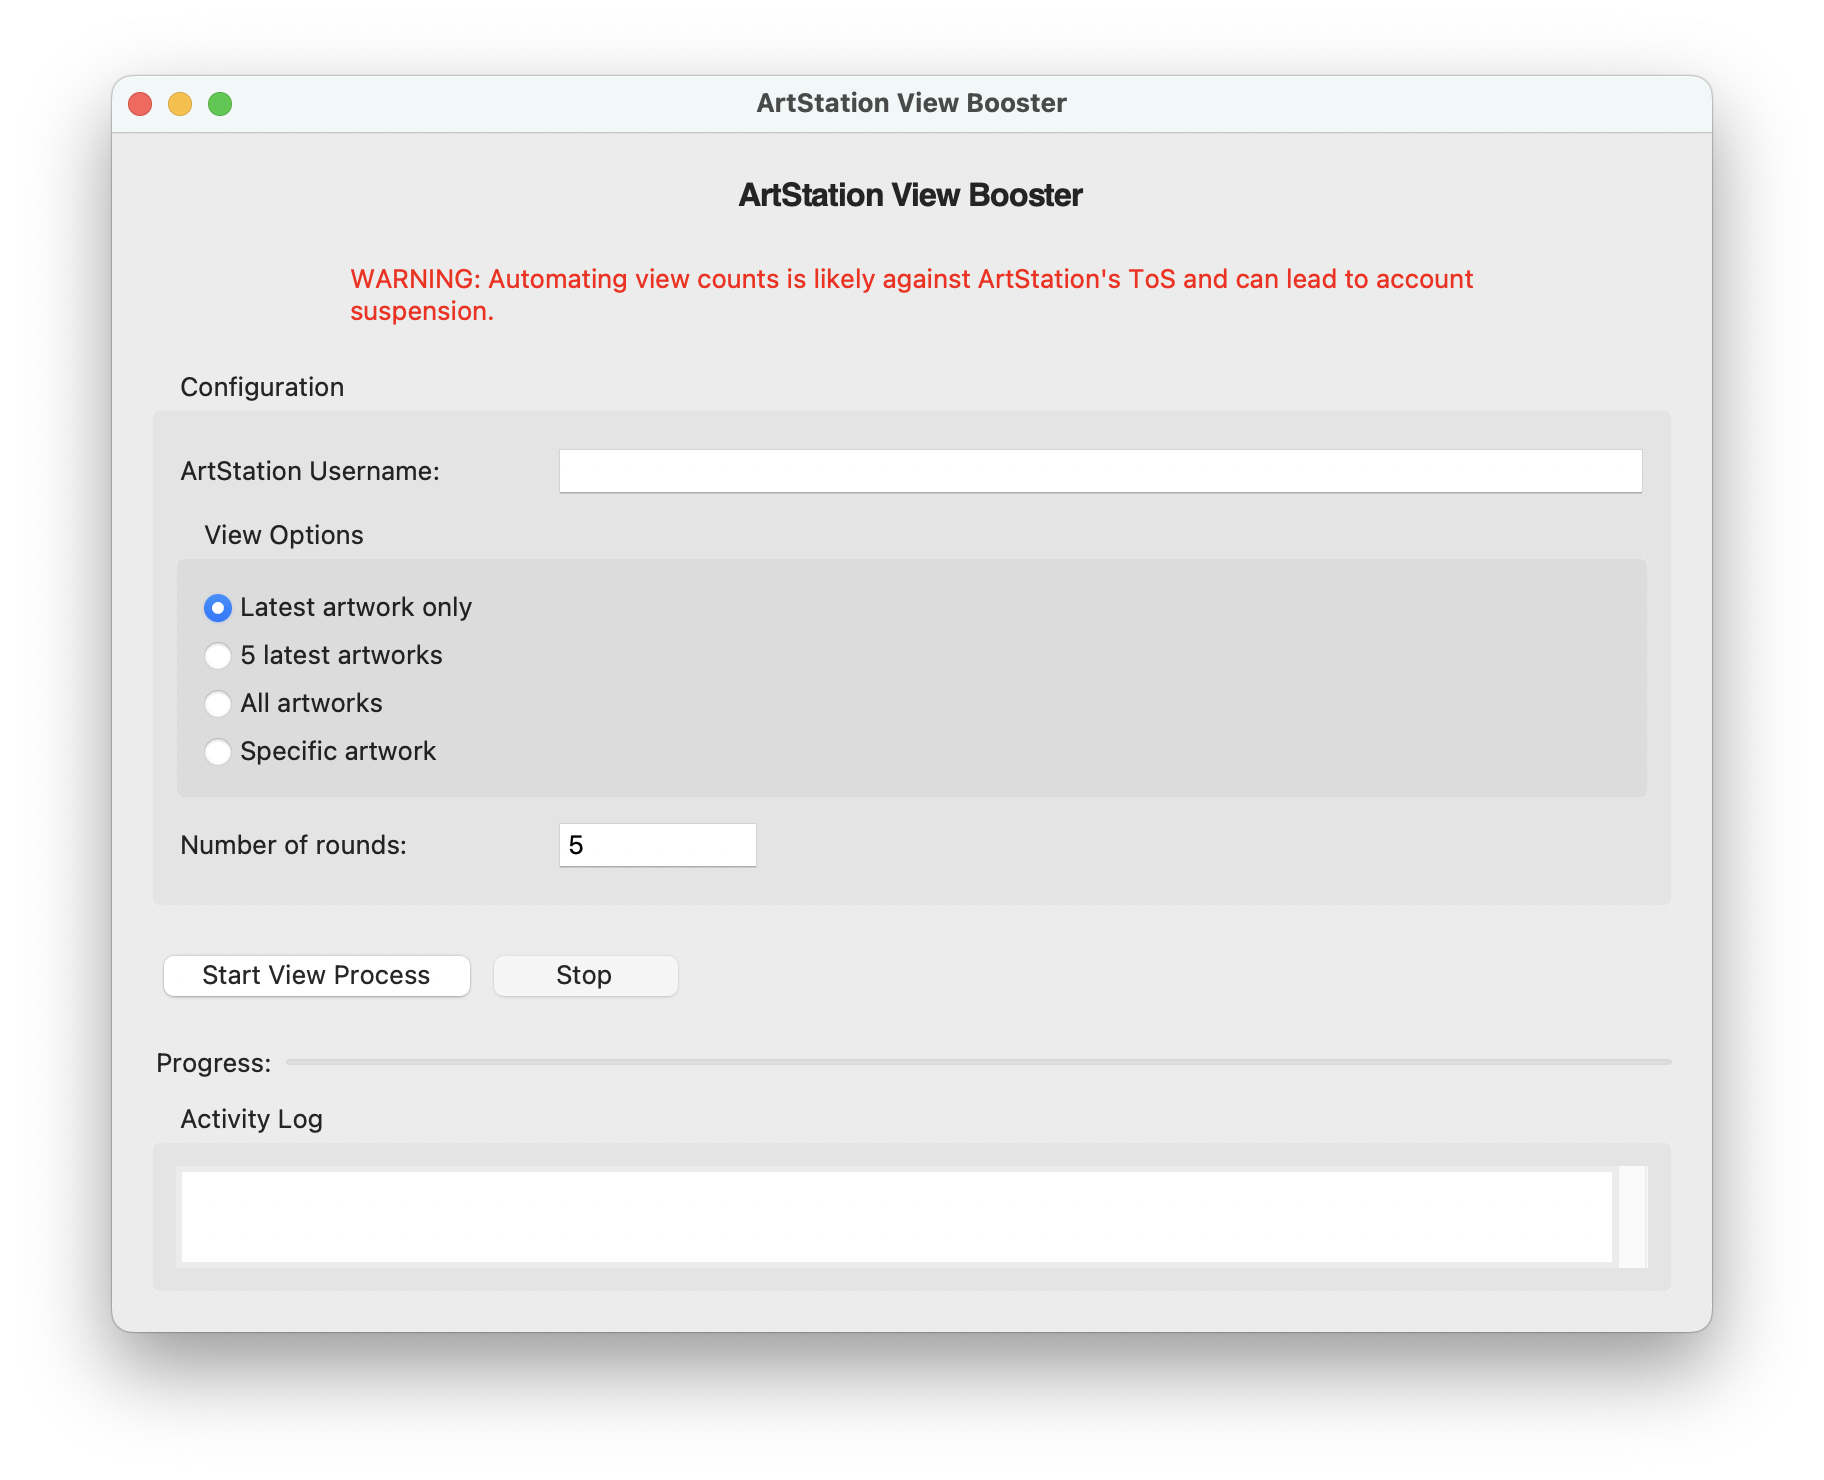 ArtStation View Booster
ArtStation View Booster
WARNING: Automating view counts is likely against ArtStation's ToS and can lead to account
suspension.
Configuration
ArtStation Username:
View Options
Latest artwork only
5 latest artworks
All artworks
Specific artwork
Number of rounds: 5
Start View Process Stop
Progress:
Activity Log